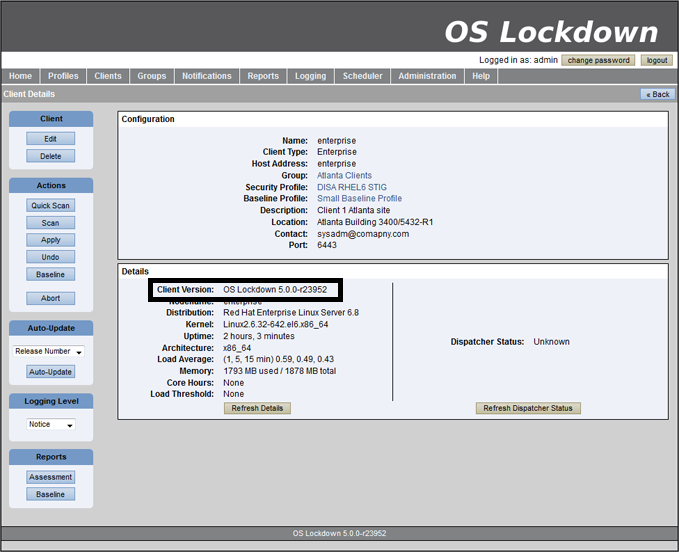 OS Lockdown
Logged in as: admin change password logout
Home Profiles Clients Groups Notifications Reports Logging Scheduler Administration Help
Client Details « Back
Client
Edit
Delete
Actions
Quick Scan
Scan
Apply
Undo
Baseline
Abort
Auto-Update
Release Number
Auto-Update
Logging Level
Notice
Reports
Assessment
Baseline
Configuration
Name: enterprise
Client Type: Enterprise
Host Address: enterprise
Group: Atlanta Clients
Security Profile: DISA RHEL6 STIG
Baseline Profile: Small Baseline Profile
Description: Client 1 Atlanta site
Location: Atlanta Building 3400/5432-R1
Contact: sysadm@comapny.com
Port: 6443
Details
Client Version: OS Lockdown 5.0.0-r23952
Nodename: enterprise
Distribution: Red Hat Enterprise Linux Server 6.8
Kernel: Linux2.6.32-642.el6.x86_64
Uptime: 2 hours, 3 minutes
Architecture: x86_64
Load Average: (1, 5, 15 min) 0.59, 0.49, 0.43
Memory: 1793 MB used / 1878 MB total
Core Hours: None
Load Threshold: None
Refresh Details
Dispatcher Status: Unknown
Refresh Dispatcher Status
OS Lockdown 5.0.0-r23952